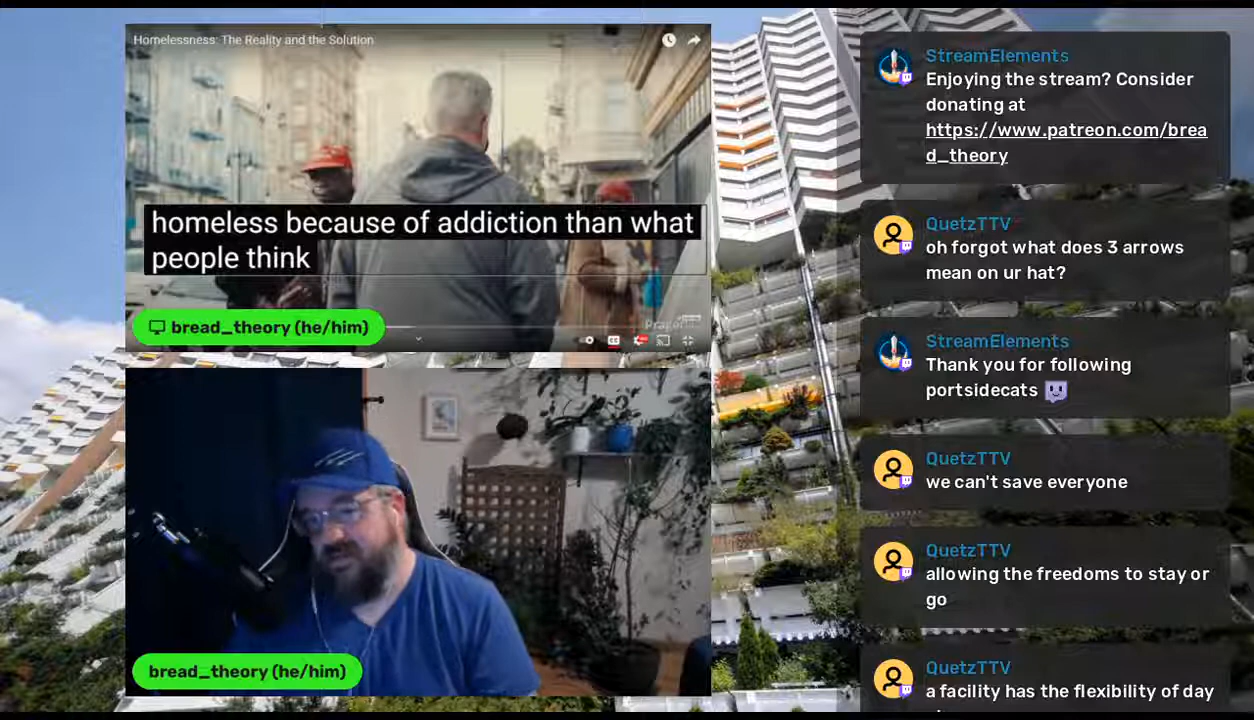 Homelessness: The Reality and the Solution
homeless because of addiction than what
people think
bread_theory (he/him)
bread_theory (he/him)
StreamElements
Enjoying the stream? Consider
donating at
https://www.patreon.com/brea
d_theory
QuetzTTV
oh forgot what does 3 arrows
mean on ur hat?
StreamElements
Thank you for following
portsidecats
QuetzTTV
we can't save everyone
QuetzTTV
allowing the freedoms to stay or
go
QuetzTTV
a facility has the flexibility of day